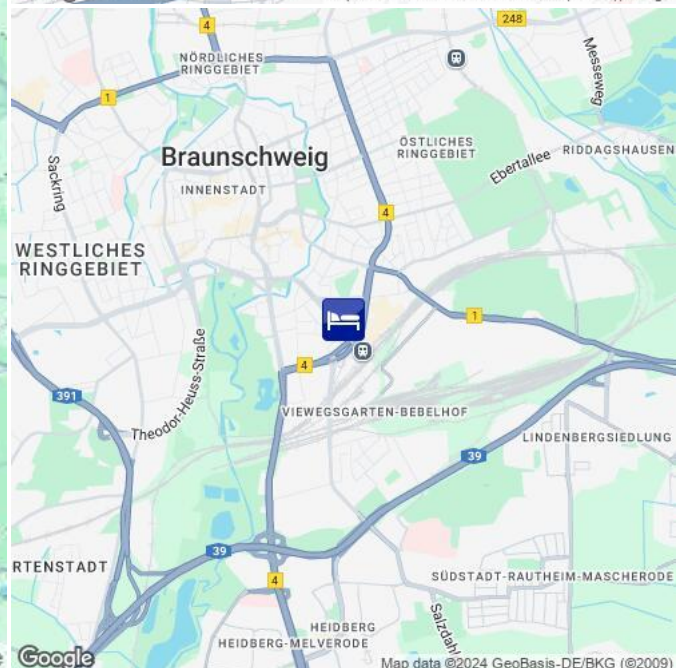 4
248
NÖRDLICHES
RINGGEBIET
Messeweg
1
ÖSTLICHES
RINGGEBIET
Braunschweig
RIDDAGSHAUSEN
Ebertallee
Sackring
INNENSTADT
4
WESTLICHES
RINGGEBIET
1
Theodor-Heuss-Straße
4
391
VIEWEGSGARTEN-BEBELHOF
LINDENBERGSIEDLUNG
39
39
RTENSTADT
4
SÜDSTADT-RAUTHEIM-MASCHERODE
Salzdahl
HEIDBERG
HEIDBERG-MELVERODE
Google
Map data ©2024 GeoBasis-DE/BKG (©2009)